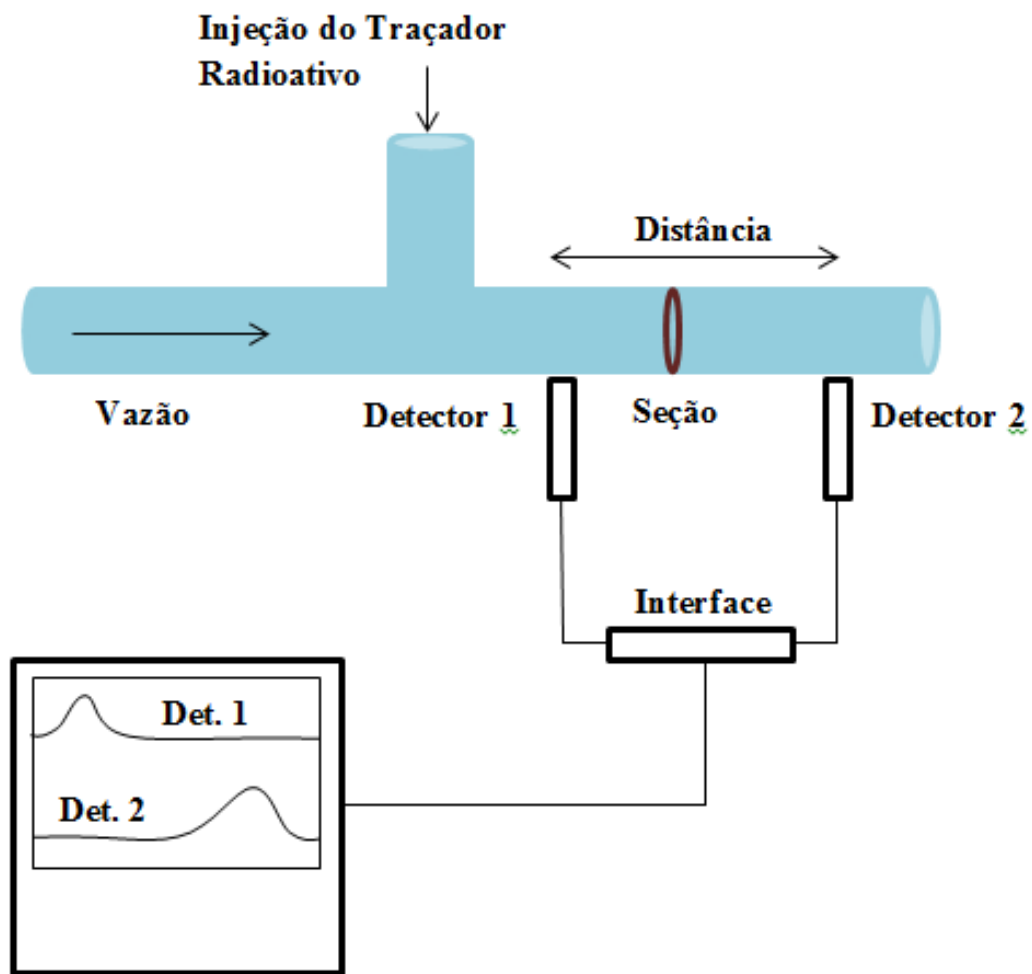 Injeção do Traçador
Radioativo
Distância
Vazão
Detector 1
Seção
Detector 2
Interface
Det. 1
Det. 2